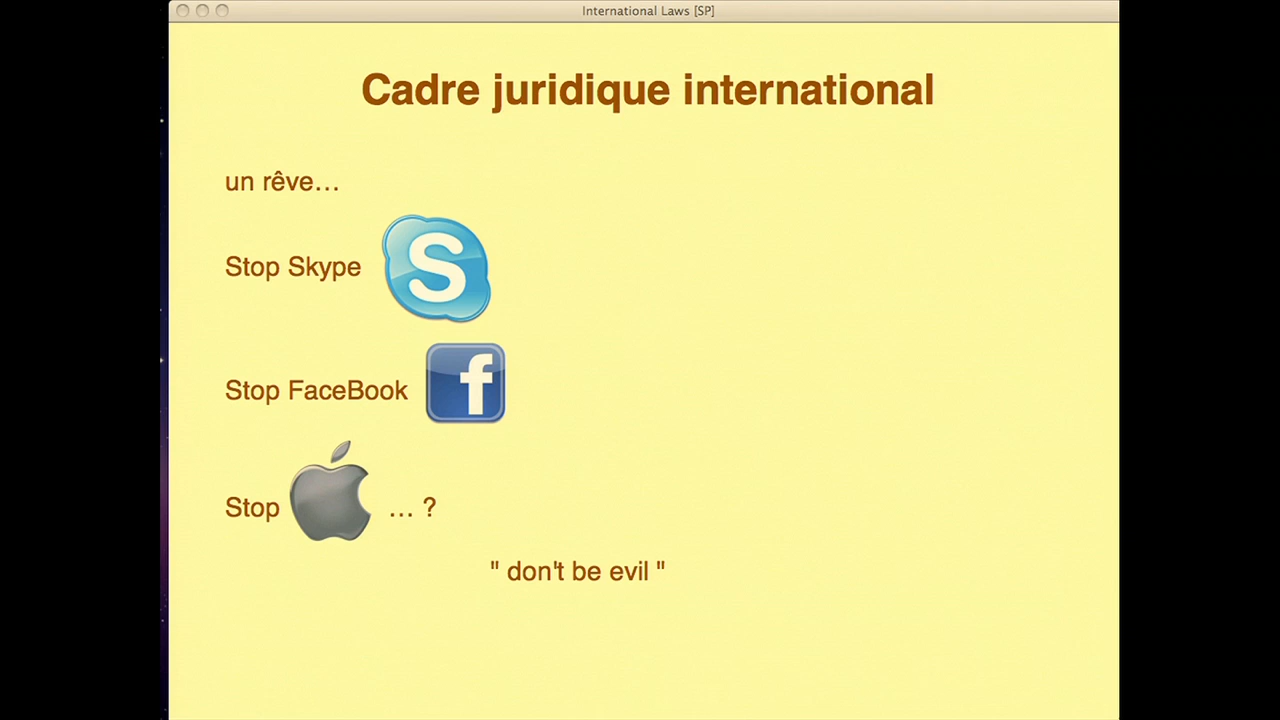 International Laws [SP]
Cadre juridique international
un rêve…
Stop Skype S
Stop FaceBook f
Stop … ?
" don't be evil "